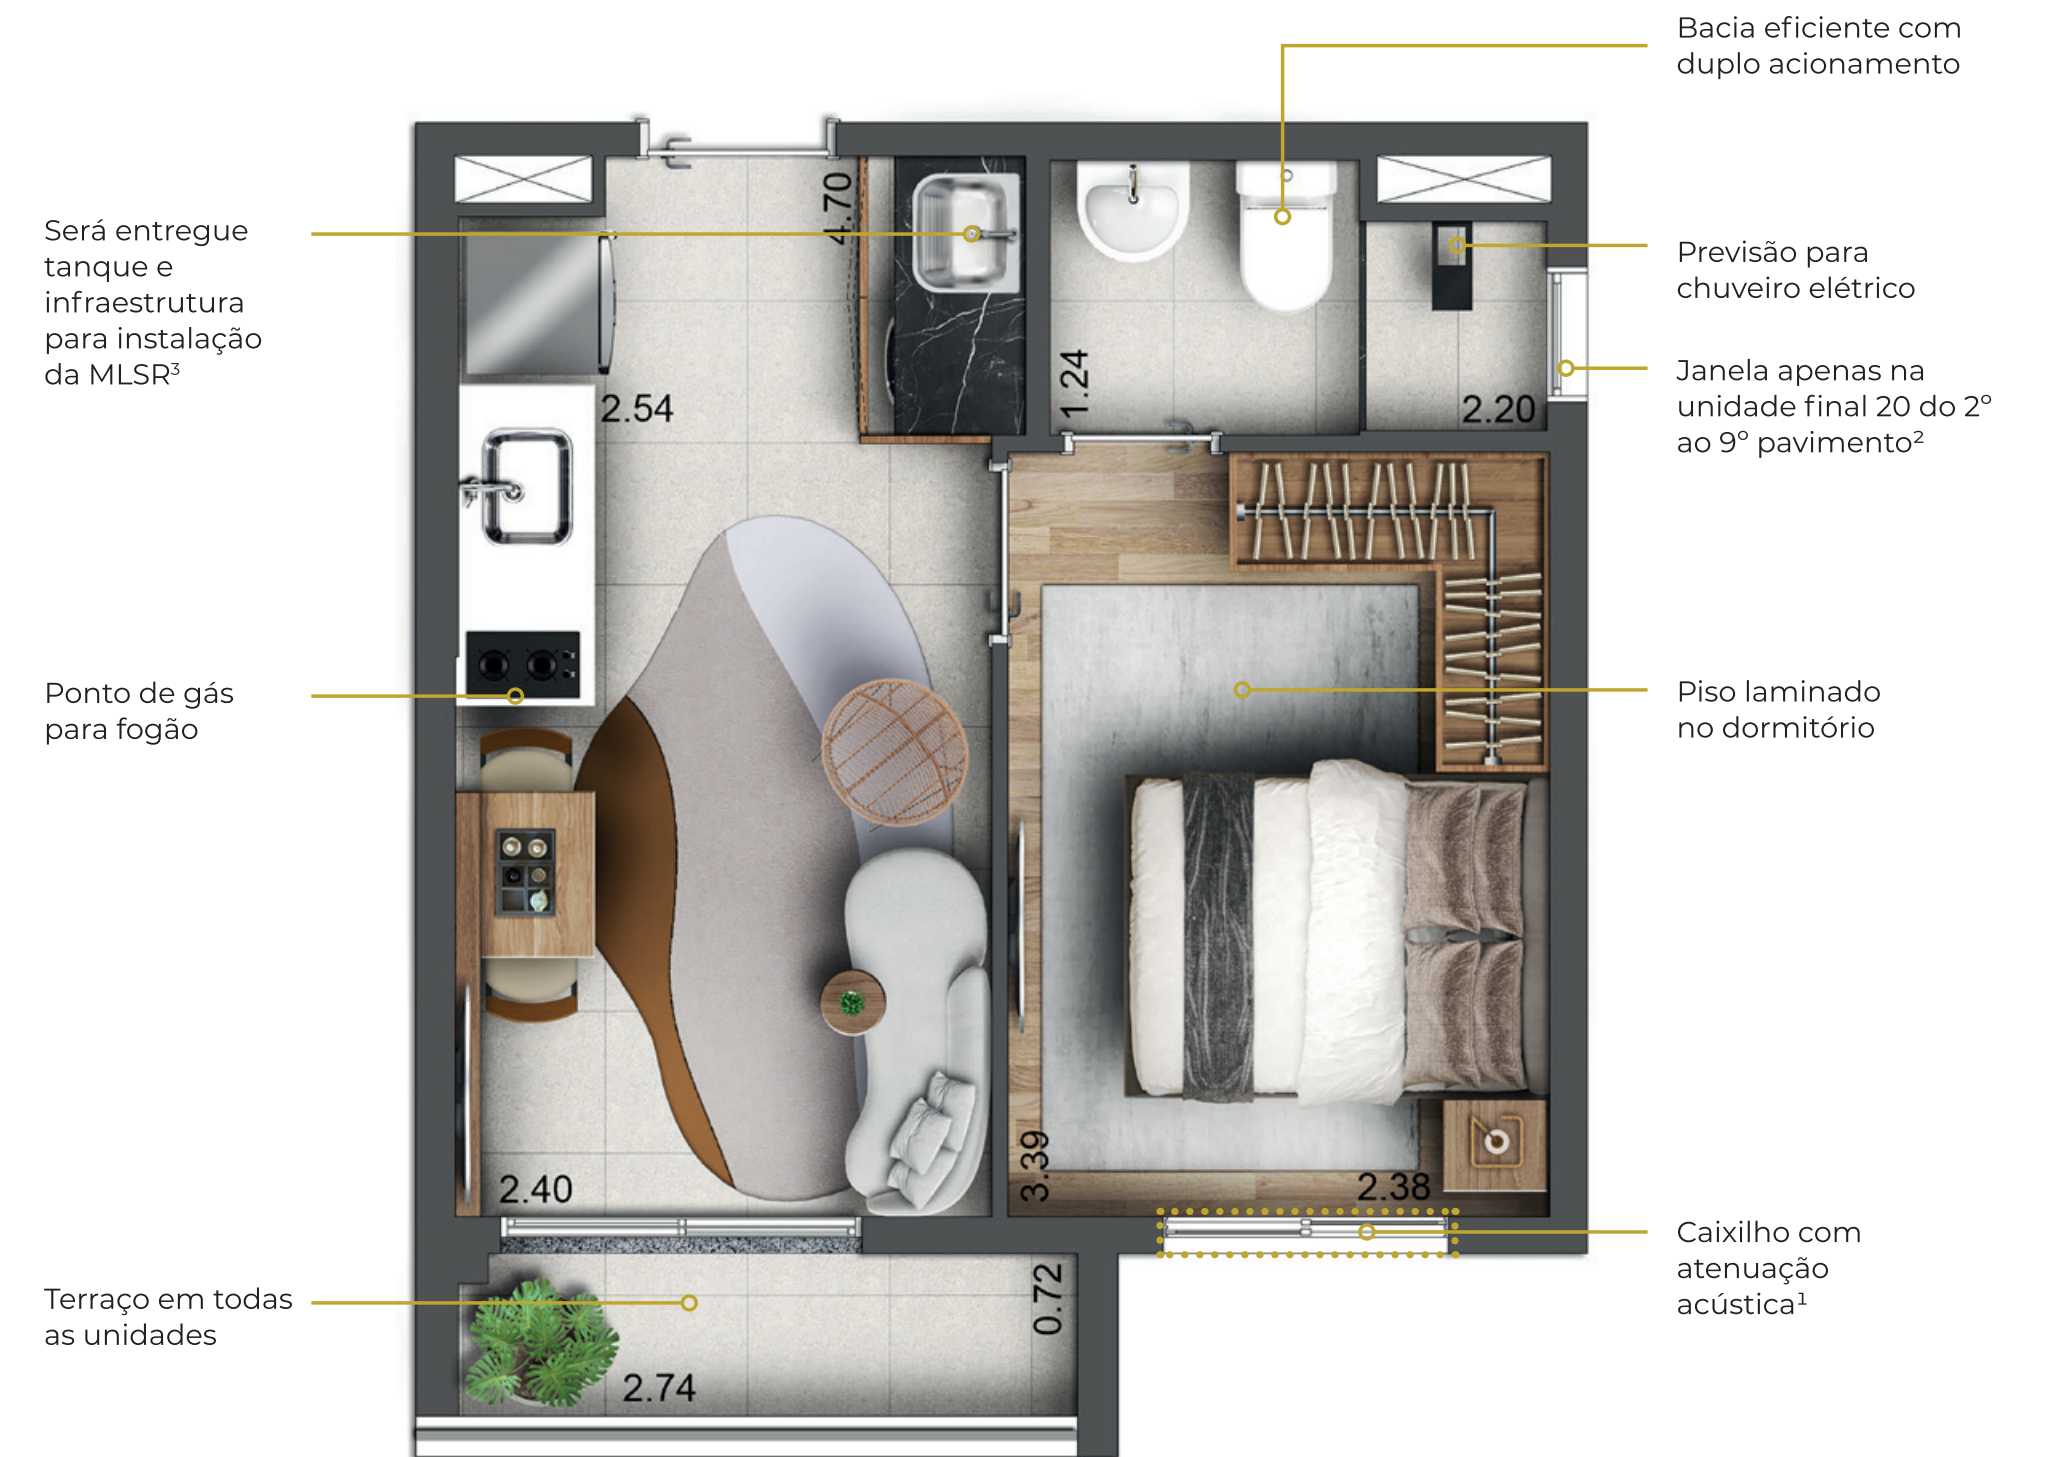 Bacia eficiente com
duplo acionamento
Será entregue
tanque e
infraestrutura
para instalação
da MLSR³
Previsão para
chuveiro elétrico
Janela apenas na
unidade final 20 do 2º
ao 9º pavimento²
Ponto de gás
para fogão
Piso laminado
no dormitório
Caixilho com
atenuação
acústica¹
Terraço em todas
as unidades
4.70
2.54
1.24
2.20
2.40
3.39
2.38
0.72
2.74